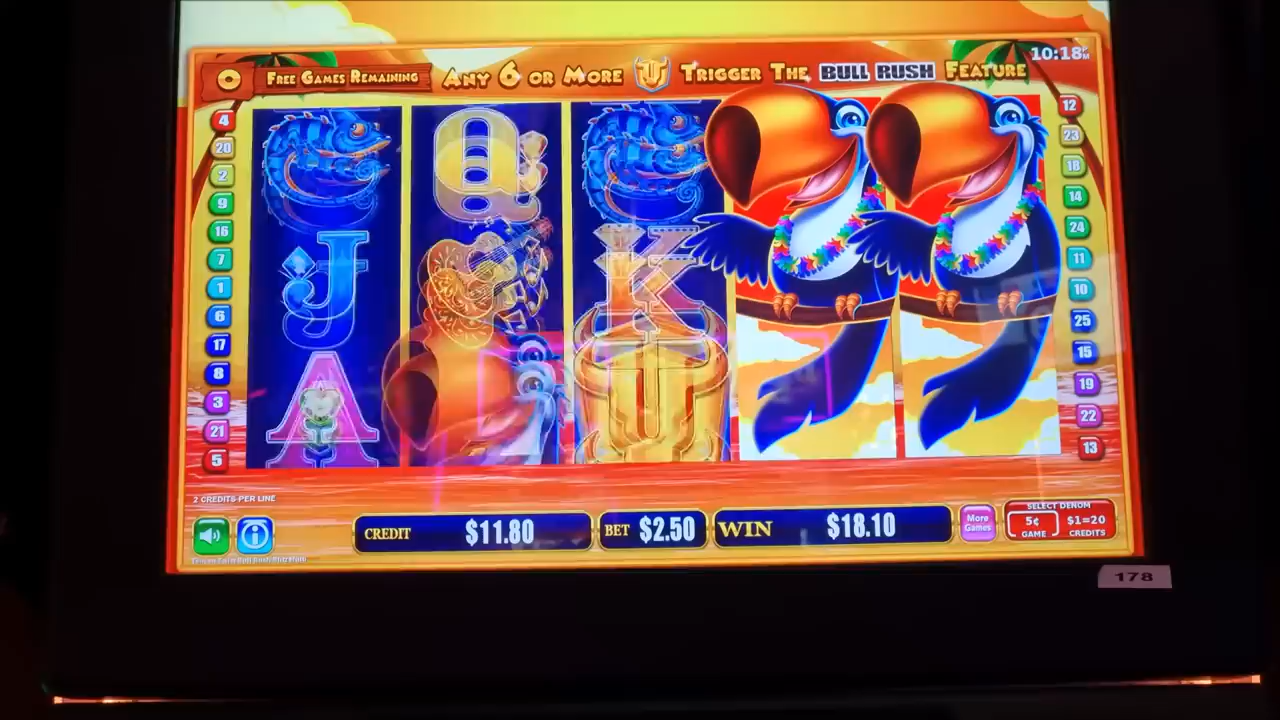 10:18
0 FREE GAMES REMAINING ANY 6 OR MORE TRIGGER THE BULL RUSH FEATURE
4
20
2
9
16
7
1
6
17
8
3
21
5
Q
J
K
A
12
23
18
14
24
11
10
25
15
19
22
13
2 CREDITS PER LINE
CREDIT $11.80 BET $2.50 WIN $18.10
More Games
SELECT DENOM
5¢ GAME
$1=20 CREDITS
178